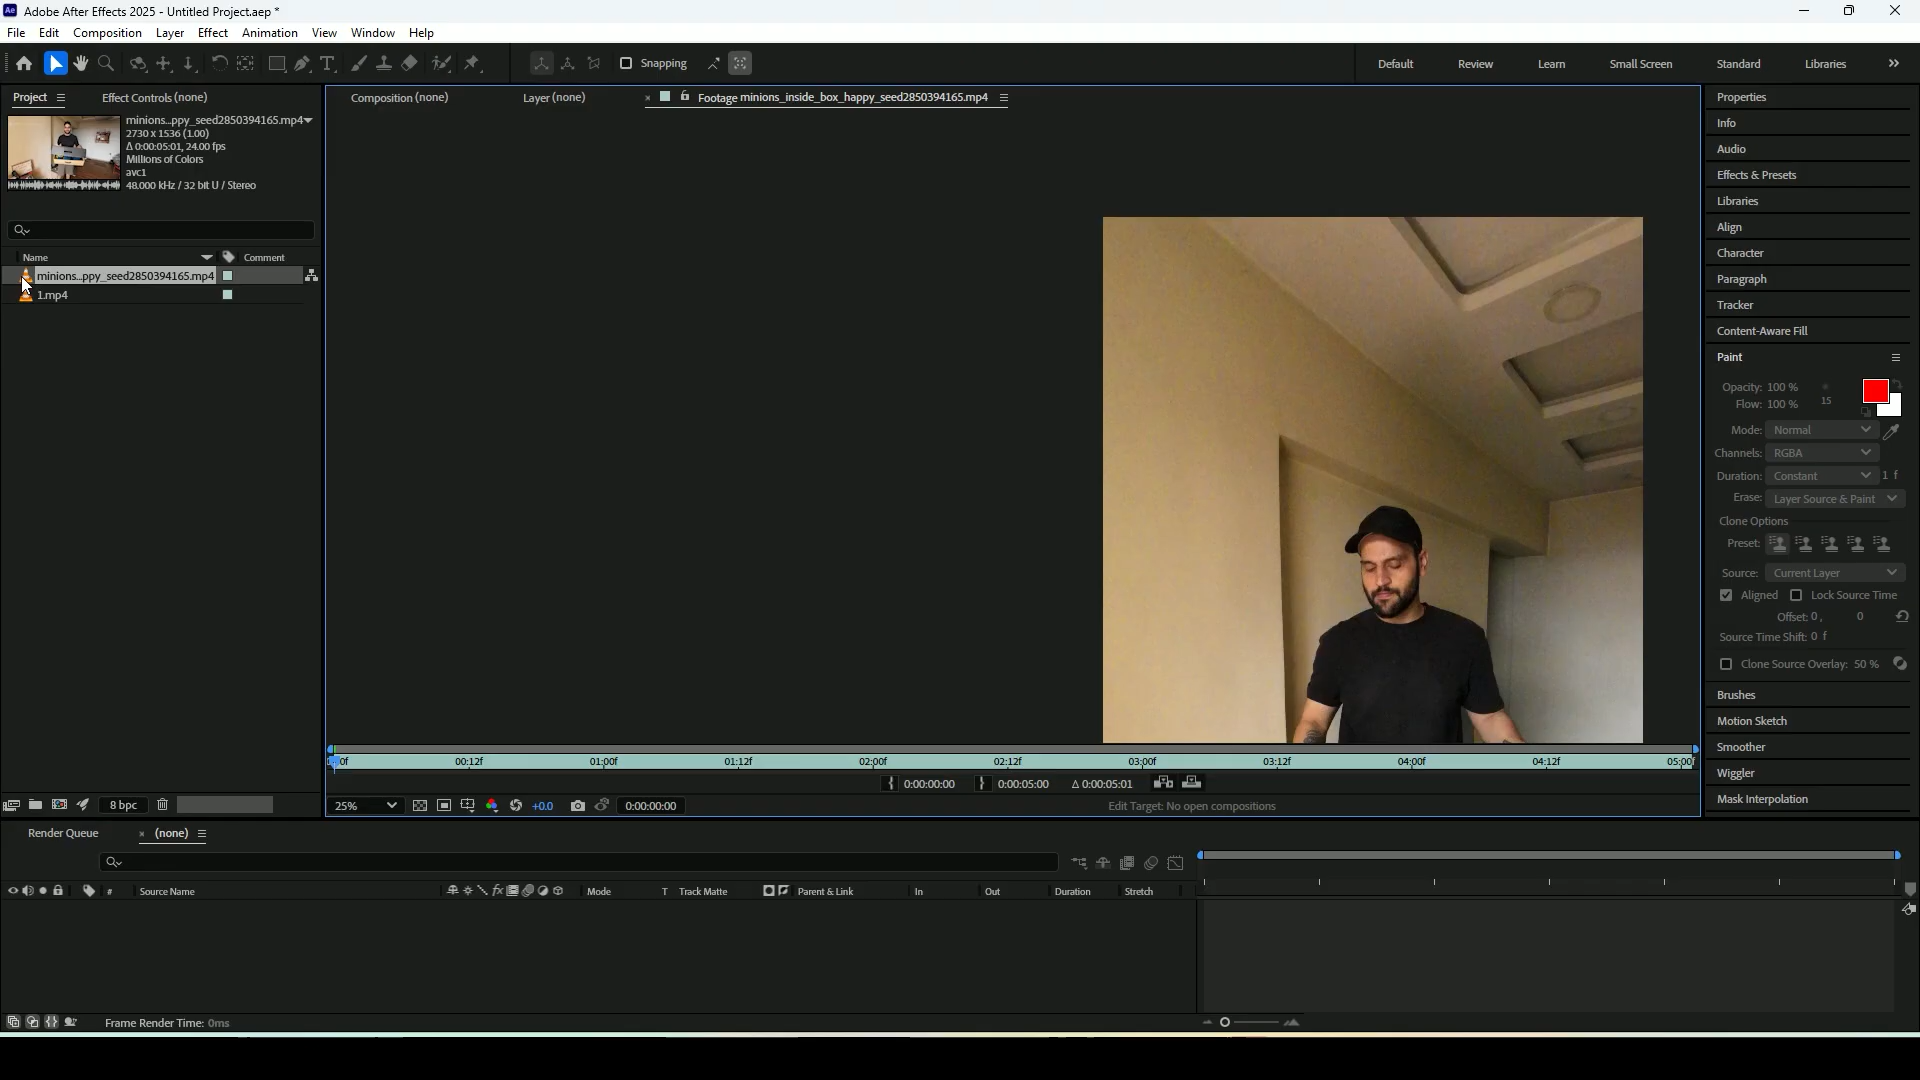 Ae Adobe After Effects 2025 - Untitled Project.aep *
File Edit Composition Layer Effect Animation View Window Help
Snapping Default Review Learn Small Screen Standard Libraries
Project Effect Controls (none)
Composition (none) Layer (none) × Footage minions_inside_box_happy_seed2850394165.mp4
minions...ppy_seed2850394165.mp4
2730 x 1536 (1.00)
Δ 0:00:05:01, 24.00 fps
Millions of Colors
avc1
48.000 kHz / 32 bit U / Stereo
Name Comment
minions...ppy_seed2850394165.mp4
1.mp4
8 bpc
00:12f 01:00f 01:12f 02:00f 02:12f 03:00f 03:12f 04:00f 04:12f 05:00f
0:00:00:00 0:00:05:00 Δ 0:00:05:01
25% +0.0 0:00:00:00 Edit Target: No open compositions
Properties
Info
Audio
Effects & Presets
Libraries
Align
Character
Paragraph
Tracker
Content-Aware Fill
Paint
Opacity: 100 %
Flow: 100 % 15
Mode: Normal
Channels: RGBA
Duration: Constant 1 f
Erase: Layer Source & Paint
Clone Options
Preset:
Source: Current Layer
Aligned Lock Source Time
Offset: 0, 0
Source Time Shift: 0 f
Clone Source Overlay: 50 %
Brushes
Motion Sketch
Smoother
Wiggler
Mask Interpolation
Render Queue × (none)
# Source Name fx Mode T Track Matte Parent & Link In Out Duration Stretch
Frame Render Time: 0ms